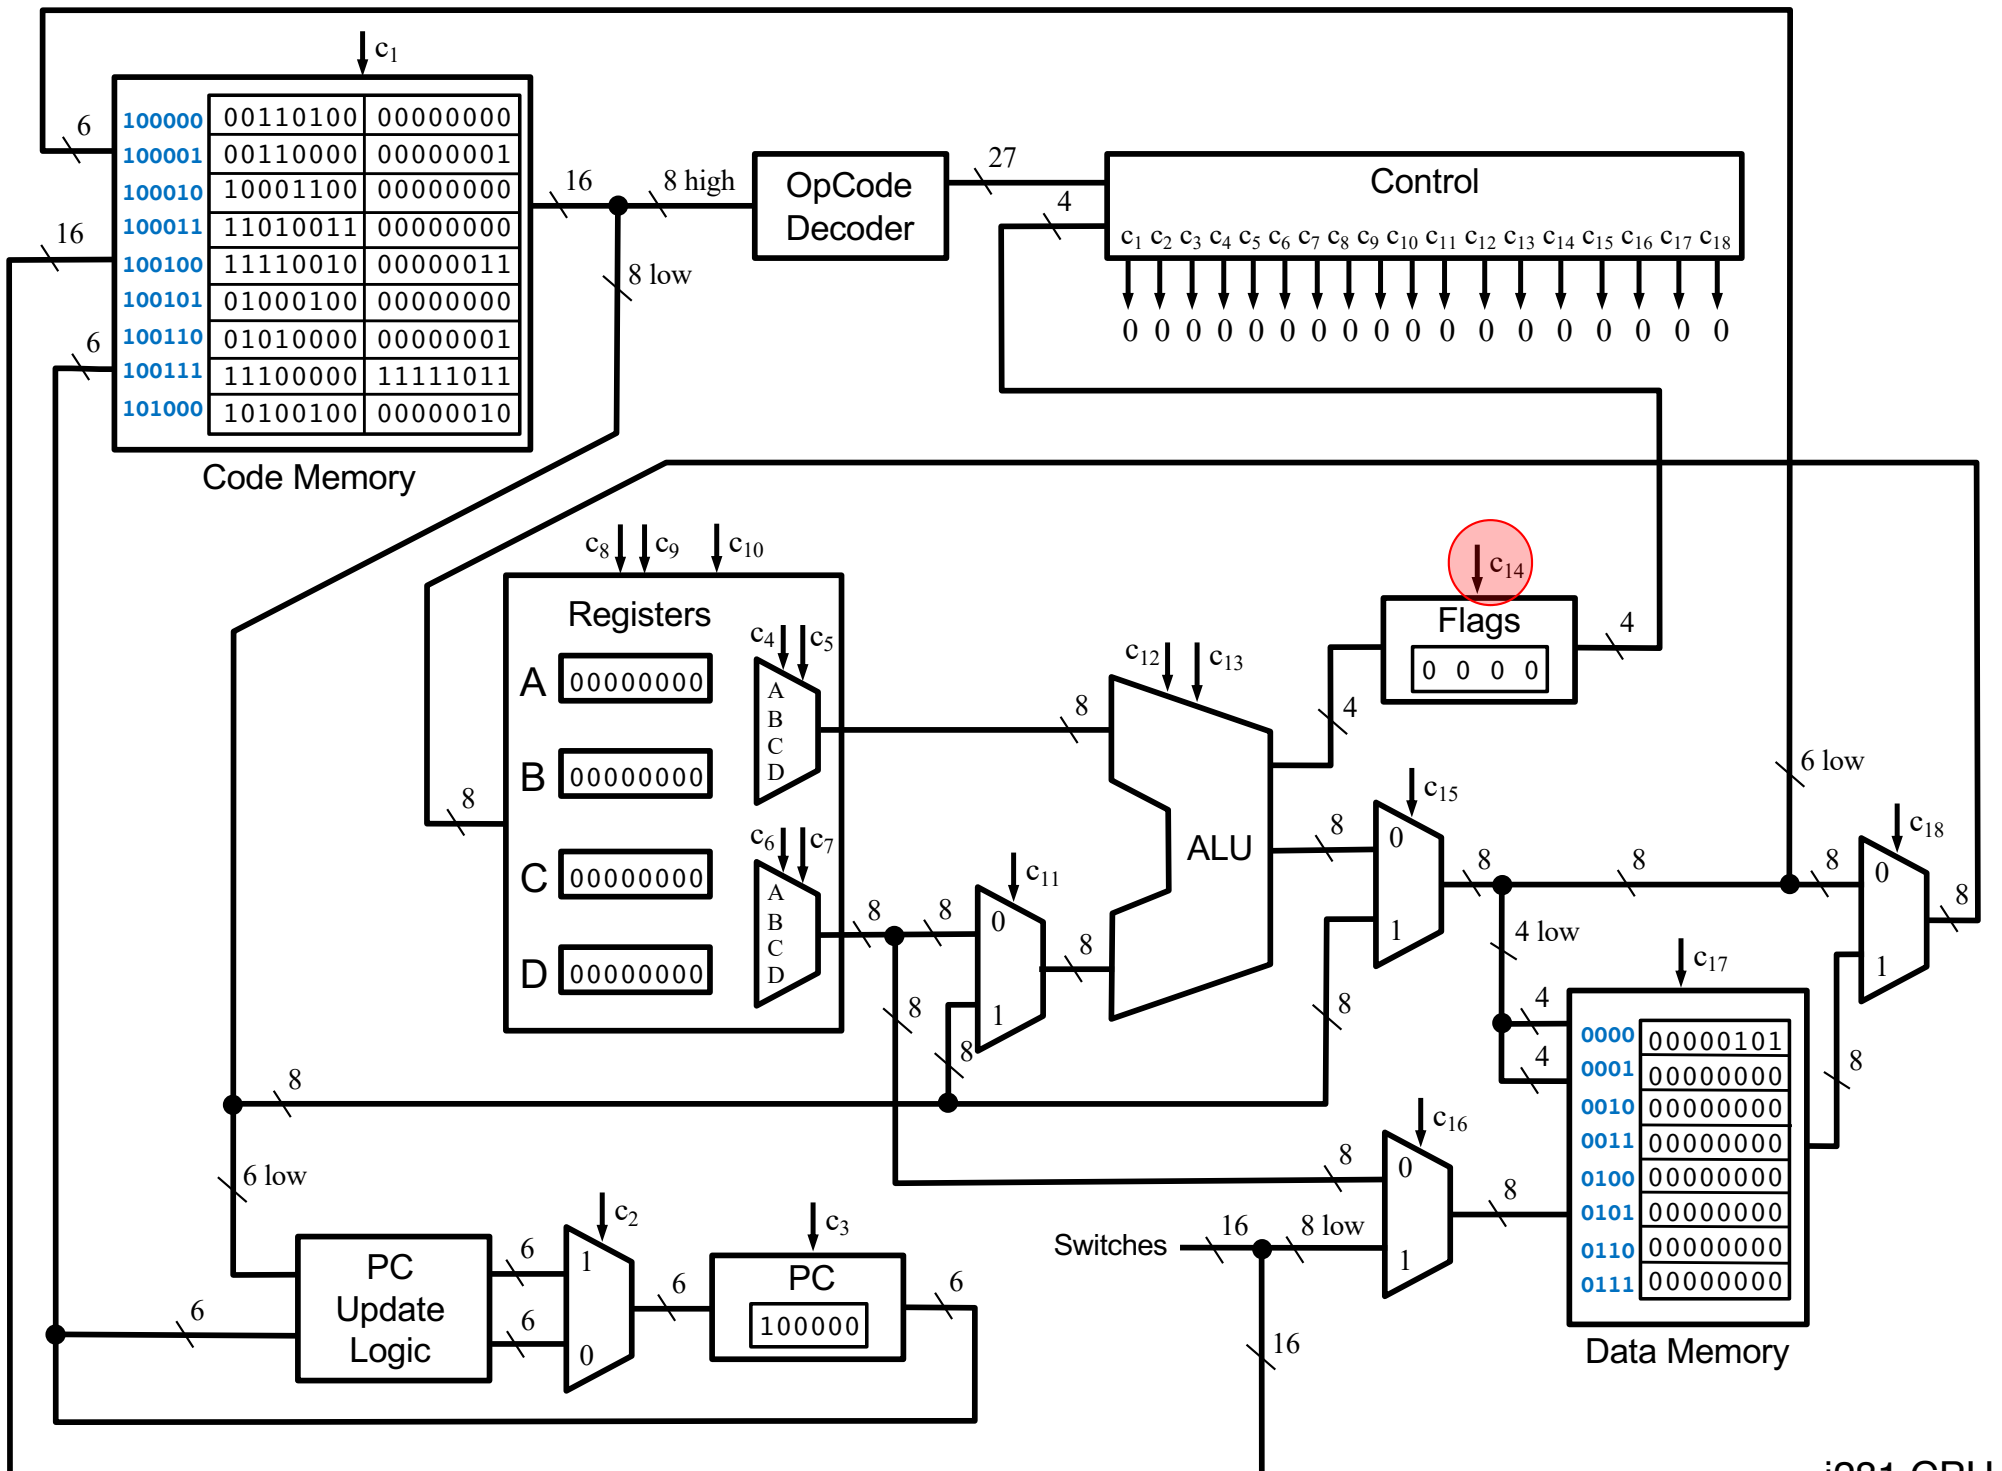 c1
6
16
6
100000 00110100 00000000
100001 00110000 00000001
100010 10001100 00000000
100011 11010011 00000000
100100 11110010 00000011
100101 01000100 00000000
100110 01010000 00000001
100111 11100000 11111011
101000 10100100 00000010
Code Memory
16
8 high
8 low
OpCode
Decoder
27
4
Control
c1 c2 c3 c4 c5 c6 c7 c8 c9 c10 c11 c12 c13 c14 c15 c16 c17 c18
0 0 0 0 0 0 0 0 0 0 0 0 0 0 0 0 0 0
c8 c9 c10
Registers
A 00000000
B 00000000
C 00000000
D 00000000
8
c4 c5
A
B
C
D
c6 c7
A
B
C
D
8
8
8
8
c11
0
1
8
8
8
c12 c13
ALU
c14
Flags
0 0 0 0
4
4
8
c15
0
1
8
8
8
6 low
8
c18
0
1
8
4 low
4
4
c17
0000 00000101
0001 00000000
0010 00000000
0011 00000000
0100 00000000
0101 00000000
0110 00000000
0111 00000000
Data Memory
8
c16
0
1
8
8
Switches
16
8 low
16
6 low
6
PC
Update
Logic
6
6
c2
1
0
6
c3
PC
100000
6